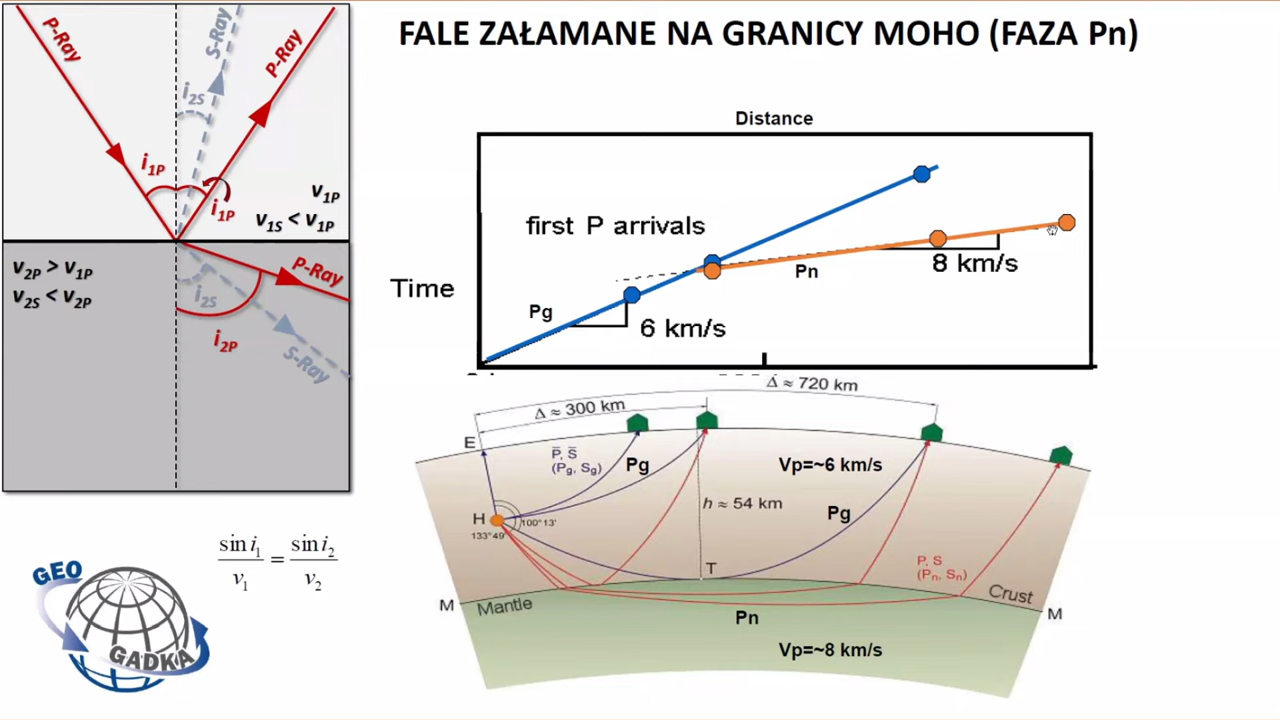 FALE ZAŁAMANE NA GRANICY MOHO (FAZA Pn)
P-Ray
S-Ray
P-Ray
i2S
i1P
i1P
v1P
v1S < v1P
v2P > v1P
v2S < v2P
P-Ray
i2S
i2P
S-Ray
sin i1 / v1 = sin i2 / v2
GEO
GADKA
Distance
first P arrivals
Time
Pg
6 km/s
Pn
8 km/s
Δ ≈ 720 km
Δ ≈ 300 km
E
P̅, S̅
(Pg, Sg)
Pg
Vp=~6 km/s
h ≈ 54 km
H
100°13'
133°49'
Pg
T
P, S
(Pn, Sn)
M
Mantle
Crust
M
Pn
Vp=~8 km/s